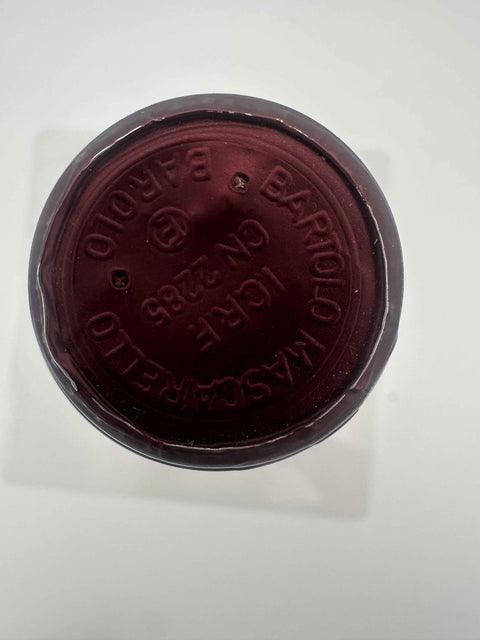 BARTOLO MASCARELLO
BAROLO
I.C.R.F.
CN 2285
E